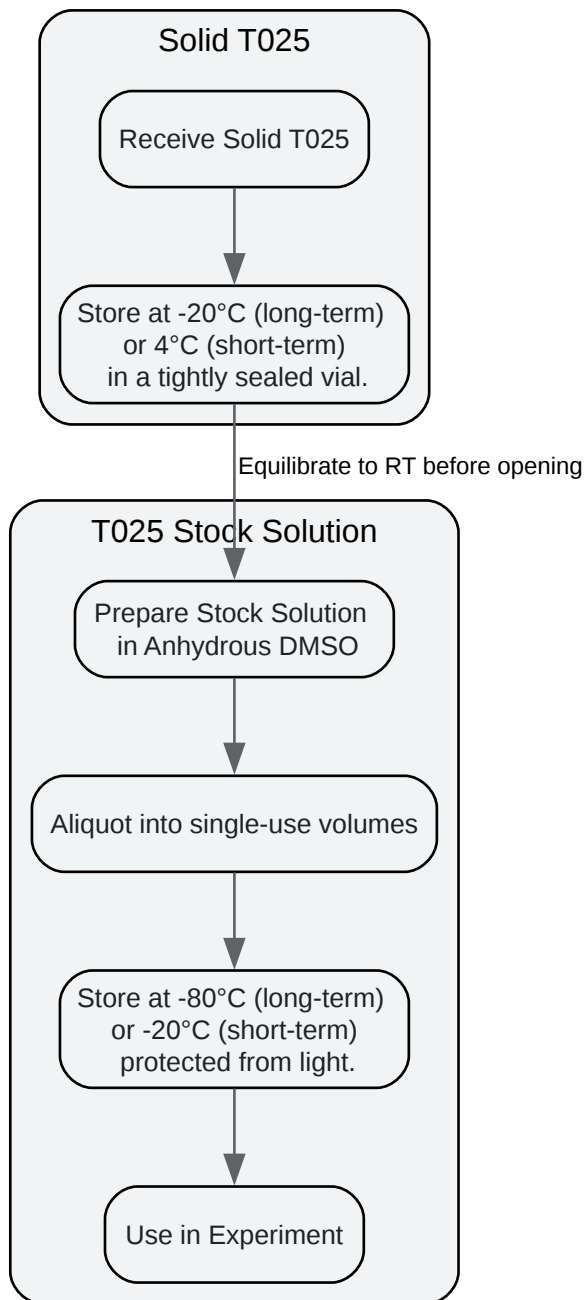 Solid T025
Receive Solid T025
Store at -20°C (long-term)
or 4°C (short-term)
in a tightly sealed vial.
Equilibrate to RT before opening
T025 Stock Solution
Prepare Stock Solution
in Anhydrous DMSO
Aliquot into single-use volumes
Store at -80°C (long-term)
or -20°C (short-term)
protected from light.
Use in Experiment